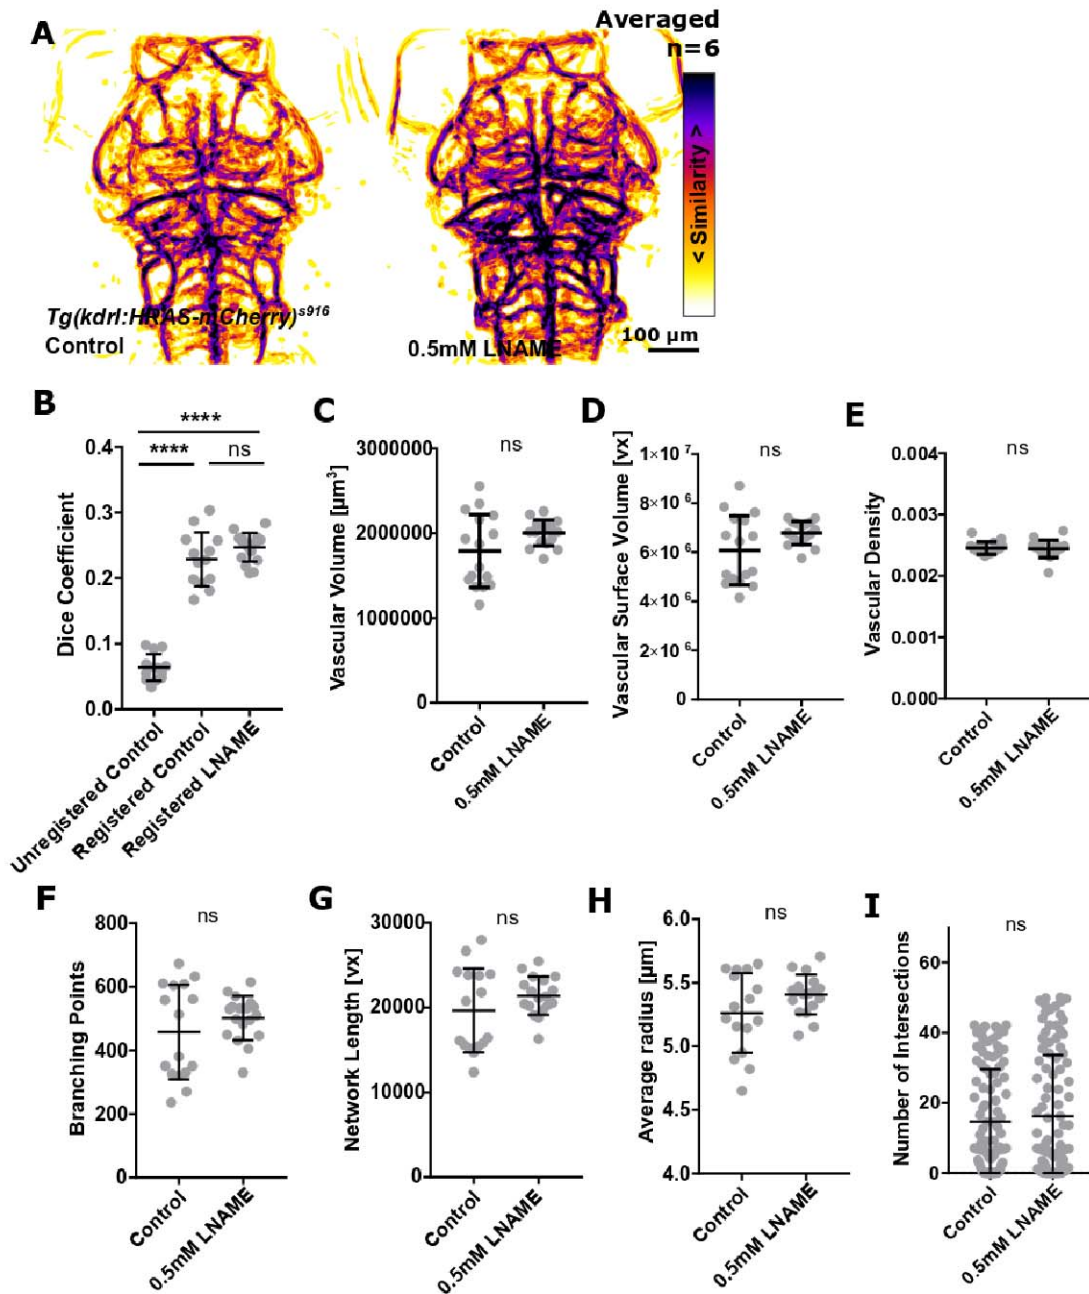 A
Averaged
n=6
< Similarity >
Tg(kdrl:HRAS-mCherry)s916
Control
0.5mM LNAME
100 µm
B
****
****
ns
Dice Coefficient
0.4
0.3
0.2
0.1
0.0
Unregistered Control
Registered Control
Registered LNAME
C
ns
Vascular Volume [µm³]
3000000
2000000
1000000
0
Control
0.5mM LNAME
D
ns
Vascular Surface Volume [vx]
1×10 7
8×10 6
6×10 6
4×10 6
2×10 6
0
Control
0.5mM LNAME
E
ns
Vascular Density
0.004
0.003
0.002
0.001
0.000
Control
0.5mM LNAME
F
ns
Branching Points
800
600
400
200
0
Control
0.5mM LNAME
G
ns
Network Length [vx]
30000
20000
10000
0
Control
0.5mM LNAME
H
ns
Average radius [µm]
6.0
5.5
5.0
4.5
4.0
Control
0.5mM LNAME
I
ns
Number of Intersections
60
40
20
0
Control
0.5mM LNAME